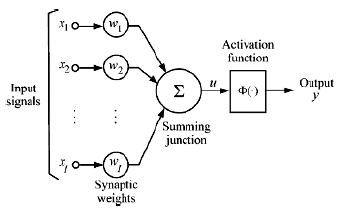 x1 w1
x2 w2
Input
signals
⋮ ⋮
xI wI
Synaptic
weights
Σ
Summing
junction
u
Activation
function
Φ(·)
Output
y